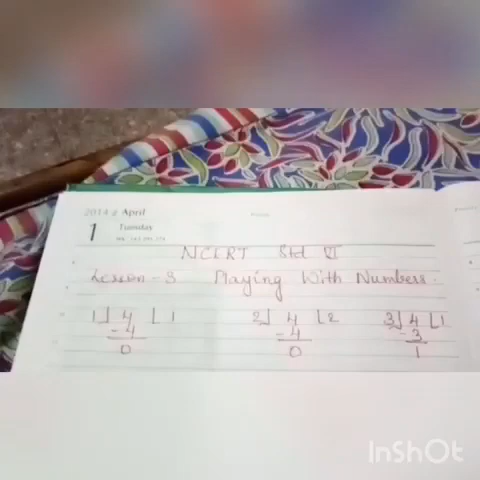 2014 April
1 Tuesday
NCERT Std VI
Lesson - 3 Playing With Numbers.
1 4 1 2 4 2 3 4 1
- 4 - 4 - 3
0 0 1
InShOt